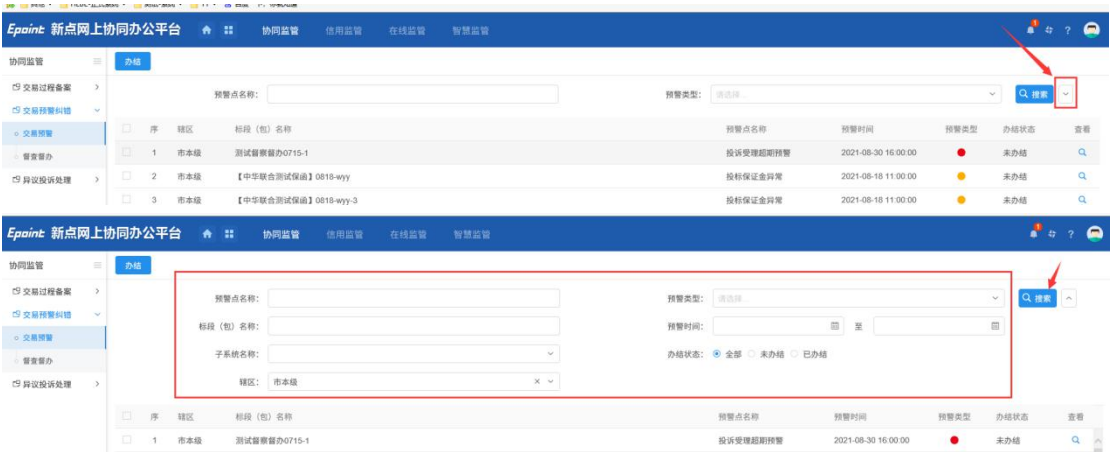 Epoint 新点网上协同办公平台 协同监管 信用监管 在线监管 智慧监管 1 ?
协同监管 办结
交易过程备案
预警点名称： 预警类型： 请选择... 搜索
交易预警纠错
交易预警 序 辖区 标段（包）名称 预警点名称 预警时间 预警类型 办结状态 查看
督查督办 1 市本级 测试督察督办0715-1 投诉受理超期预警 2021-08-30 16:00:00 未办结
异议投诉处理 2 市本级 【中华联合测试保函】0818-wyy 投标保证金异常 2021-08-18 11:00:00 未办结
3 市本级 【中华联合测试保函】0818-wyy-3 投标保证金异常 2021-08-18 11:00:00 未办结
Epoint 新点网上协同办公平台 协同监管 信用监管 在线监管 智慧监管 1 ?
协同监管 办结
交易过程备案 预警点名称： 预警类型： 请选择... 搜索
交易预警纠错 标段（包）名称： 预警时间： 至
交易预警
督查督办 子系统名称： 办结状态： 全部 未办结 已办结
异议投诉处理 辖区： 市本级
序 辖区 标段（包）名称 预警点名称 预警时间 预警类型 办结状态 查看
1 市本级 测试督察督办0715-1 投诉受理超期预警 2021-08-30 16:00:00 未办结